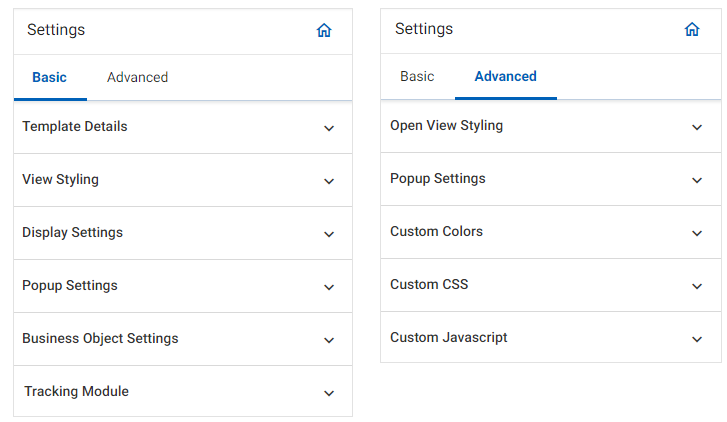 Settings
Basic
Advanced
Template Details
View Styling
Display Settings
Popup Settings
Business Object Settings
Tracking Module
Settings
Basic
Advanced
Open View Styling
Popup Settings
Custom Colors
Custom CSS
Custom Javascript